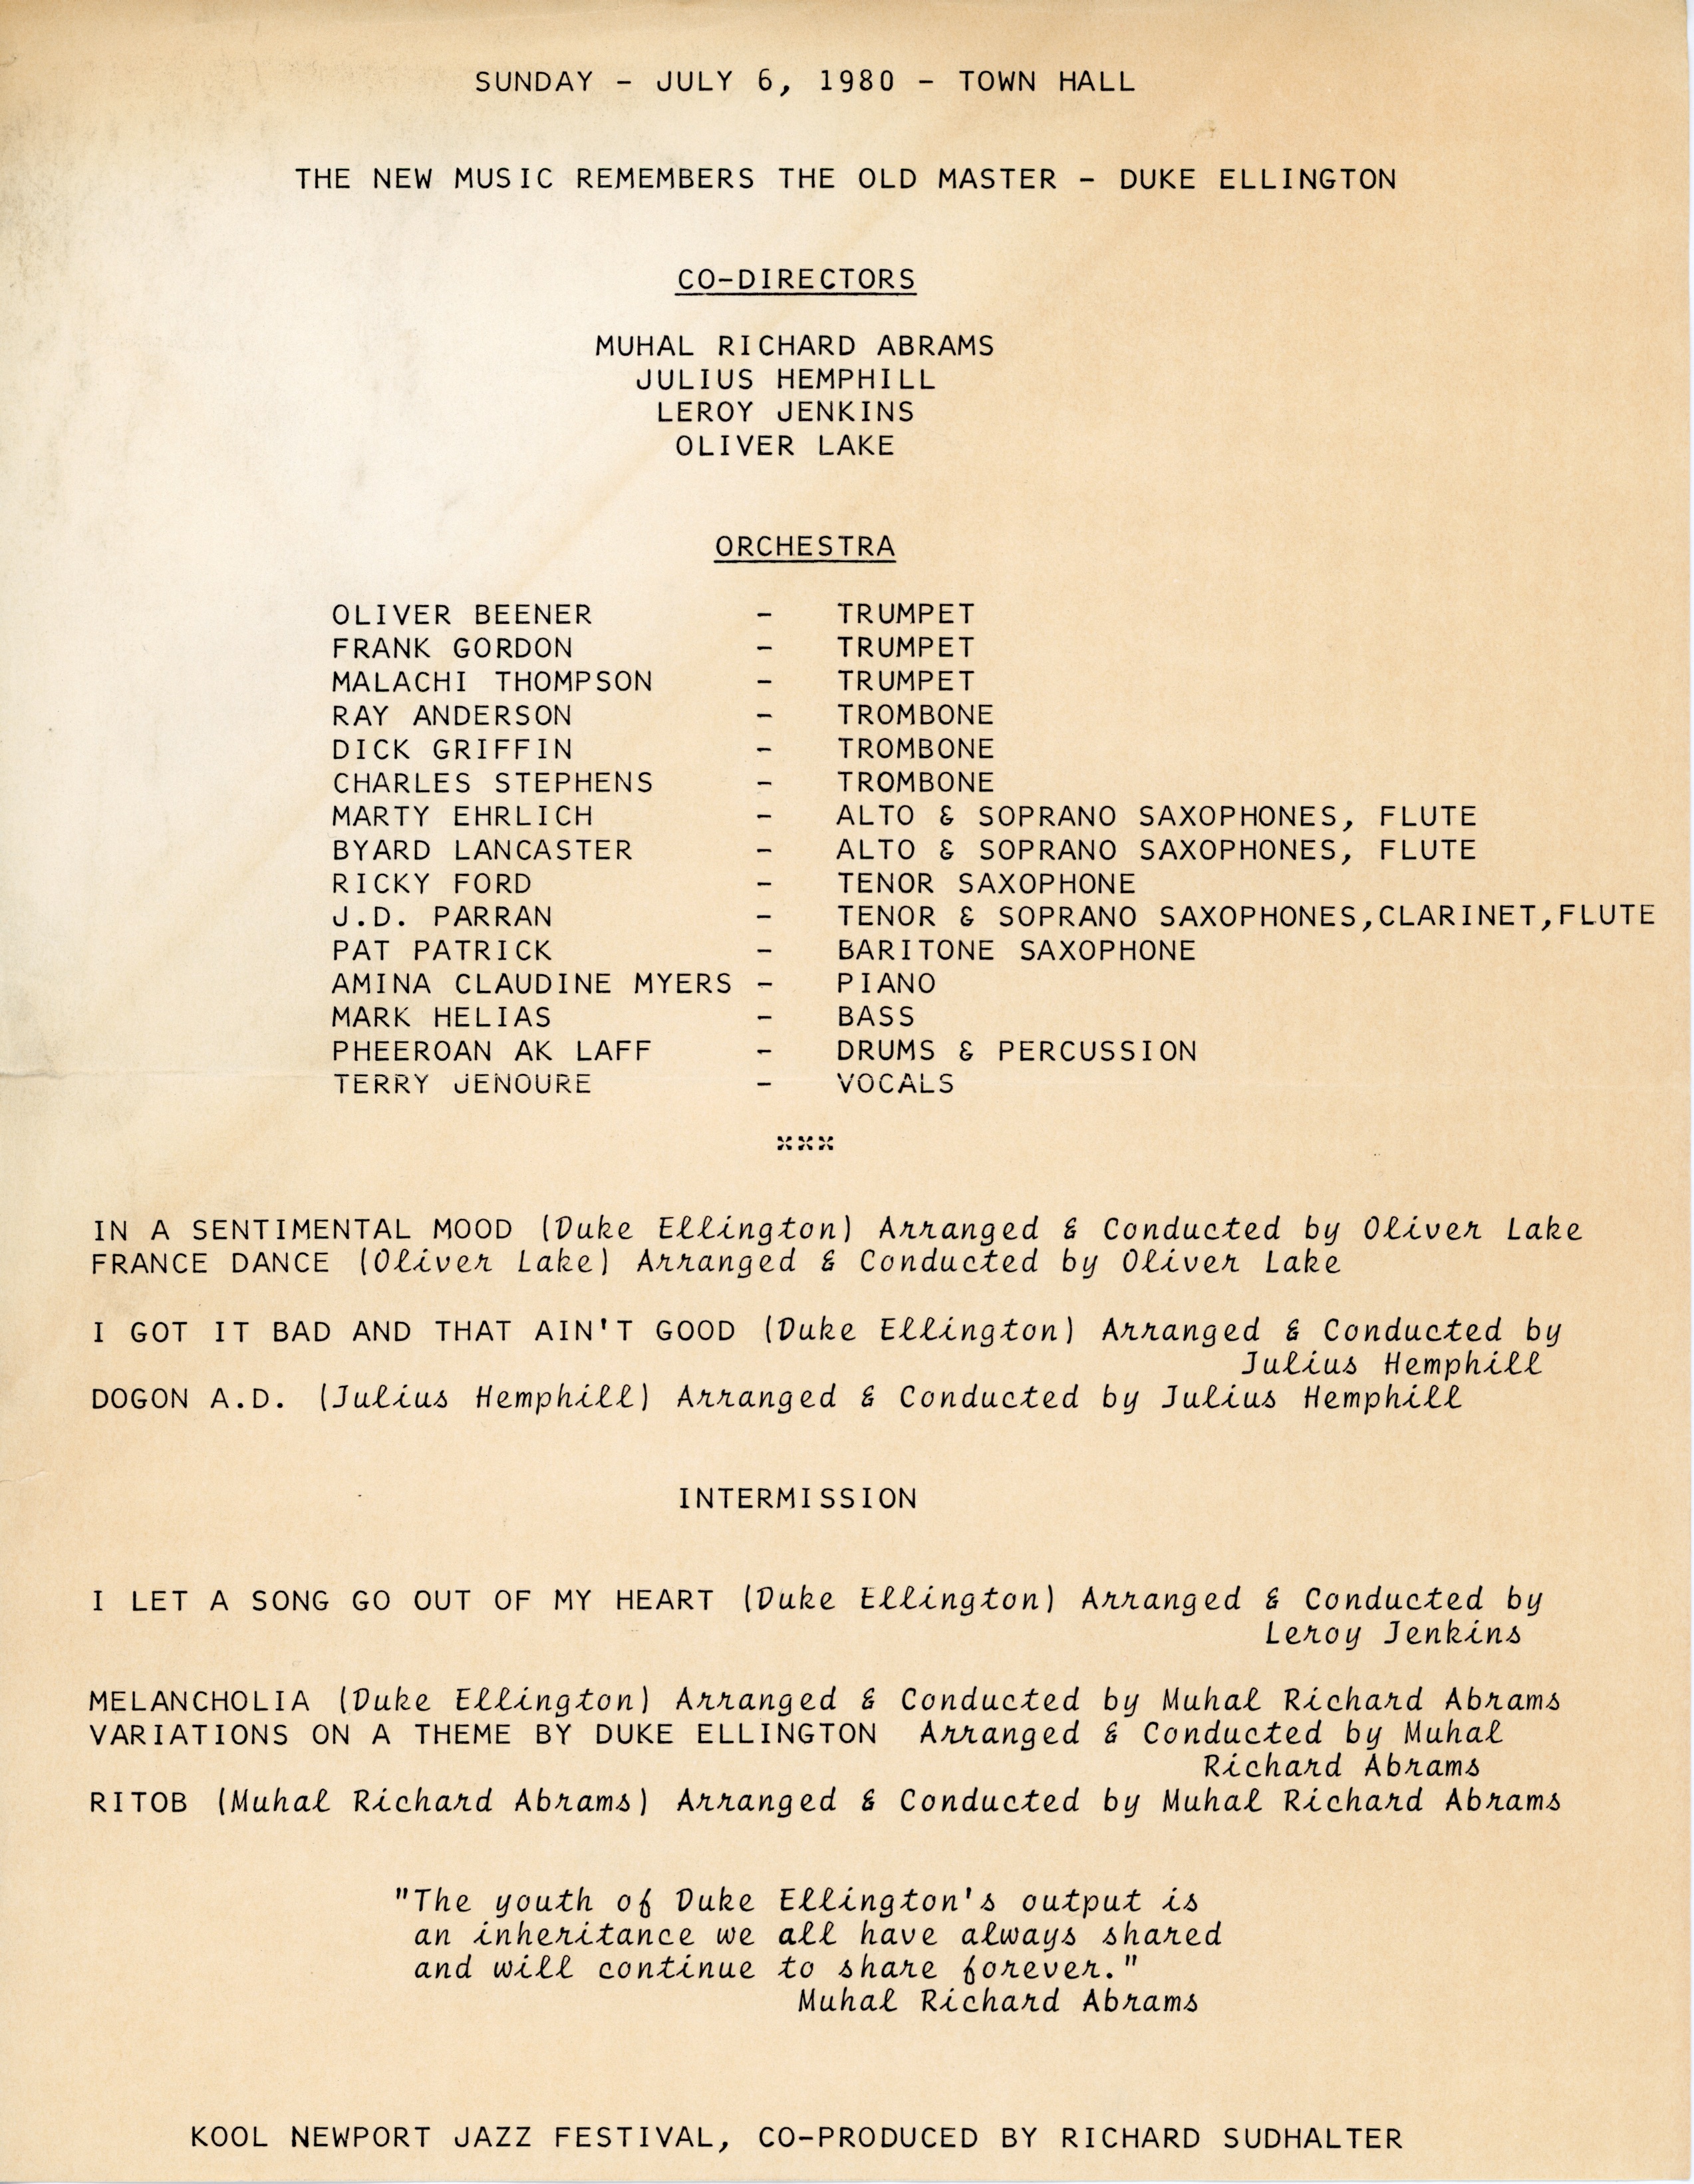 SUNDAY - JULY 6, 1980 - TOWN HALL
THE NEW MUSIC REMEMBERS THE OLD MASTER - DUKE ELLINGTON
CO-DIRECTORS
MUHAL RICHARD ABRAMS
JULIUS HEMPHILL
LEROY JENKINS
OLIVER LAKE
ORCHESTRA
OLIVER BEENER - TRUMPET
FRANK GORDON - TRUMPET
MALACHI THOMPSON - TRUMPET
RAY ANDERSON - TROMBONE
DICK GRIFFIN - TROMBONE
CHARLES STEPHENS - TROMBONE
MARTY EHRLICH - ALTO & SOPRANO SAXOPHONES, FLUTE
BYARD LANCASTER - ALTO & SOPRANO SAXOPHONES, FLUTE
RICKY FORD - TENOR SAXOPHONE
J.D. PARRAN - TENOR & SOPRANO SAXOPHONES,CLARINET,FLUTE
PAT PATRICK - BARITONE SAXOPHONE
AMINA CLAUDINE MYERS - PIANO
MARK HELIAS - BASS
PHEEROAN AK LAFF - DRUMS & PERCUSSION
TERRY JENOURE - VOCALS
***
IN A SENTIMENTAL MOOD (Duke Ellington) Arranged & Conducted by Oliver Lake
FRANCE DANCE (Oliver Lake) Arranged & Conducted by Oliver Lake
I GOT IT BAD AND THAT AIN'T GOOD (Duke Ellington) Arranged & Conducted by
Julius Hemphill
DOGON A.D. (Julius Hemphill) Arranged & Conducted by Julius Hemphill
INTERMISSION
I LET A SONG GO OUT OF MY HEART (Duke Ellington) Arranged & Conducted by
Leroy Jenkins
MELANCHOLIA (Duke Ellington) Arranged & Conducted by Muhal Richard Abrams
VARIATIONS ON A THEME BY DUKE ELLINGTON Arranged & Conducted by Muhal
Richard Abrams
RITOB (Muhal Richard Abrams) Arranged & Conducted by Muhal Richard Abrams
"The youth of Duke Ellington's output is
an inheritance we all have always shared
and will continue to share forever."
Muhal Richard Abrams
KOOL NEWPORT JAZZ FESTIVAL, CO-PRODUCED BY RICHARD SUDHALTER